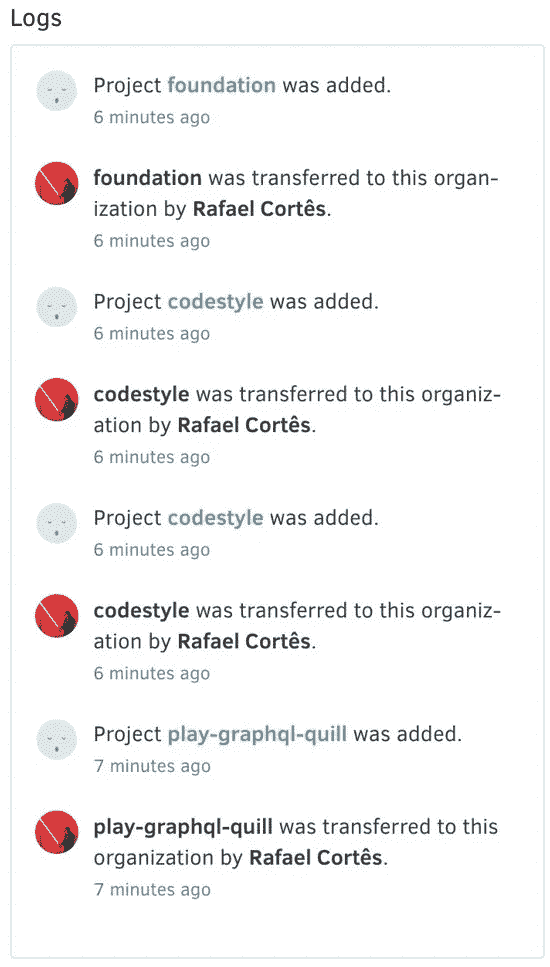 Logs
Project foundation was added.
6 minutes ago
foundation was transferred to this organ-
ization by Rafael Cortês.
6 minutes ago
Project codestyle was added.
6 minutes ago
codestyle was transferred to this organiz-
ation by Rafael Cortês.
6 minutes ago
Project codestyle was added.
6 minutes ago
codestyle was transferred to this organiz-
ation by Rafael Cortês.
6 minutes ago
Project play-graphql-quill was added.
7 minutes ago
play-graphql-quill was transferred to this
organization by Rafael Cortês.
7 minutes ago